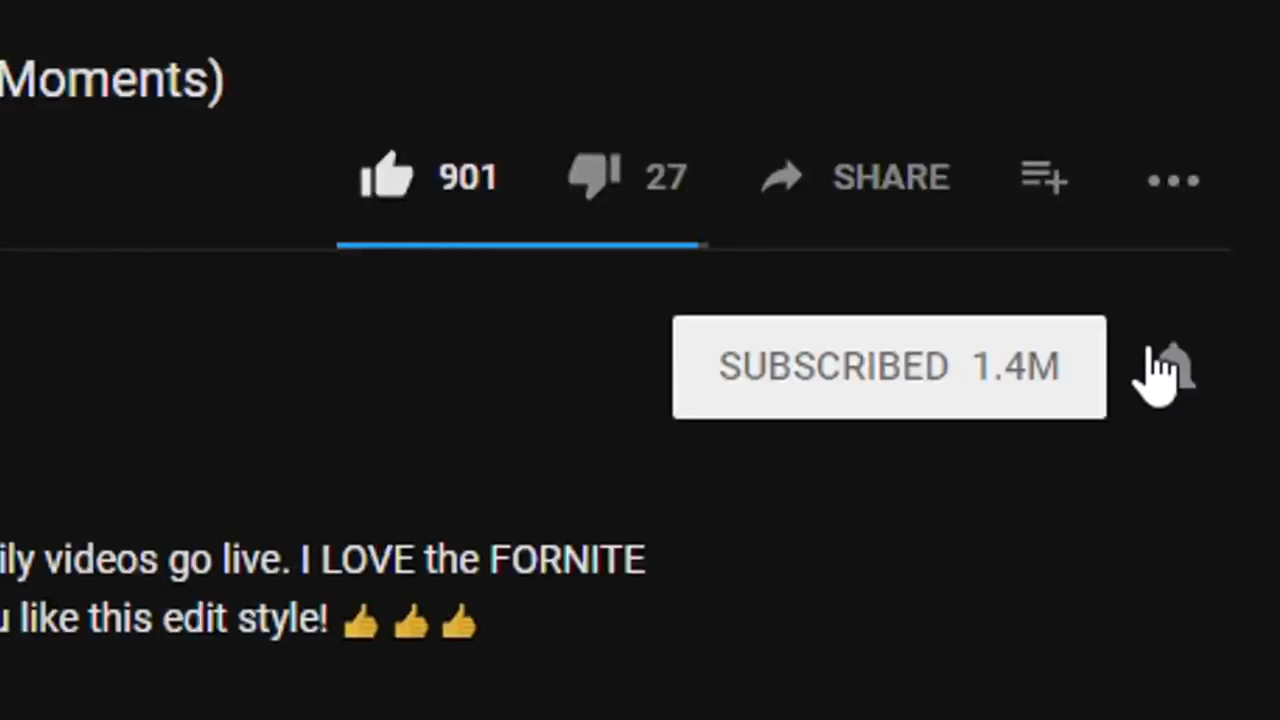 Moments)
901 27 SHARE
SUBSCRIBED 1.4M
ily videos go live. I LOVE the FORNITE
u like this edit style! 👍 👍 👍